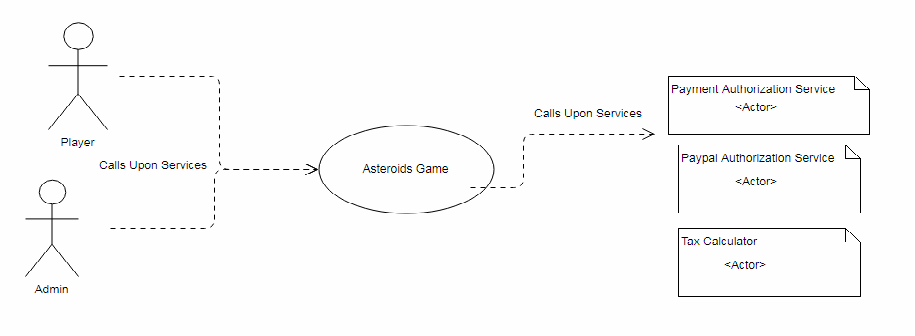 Player
Calls Upon Services
Admin
Asteroids Game
Calls Upon Services
Payment Authorization Service
<Actor>
Paypal Authorization Service
<Actor>
Tax Calculator
<Actor>